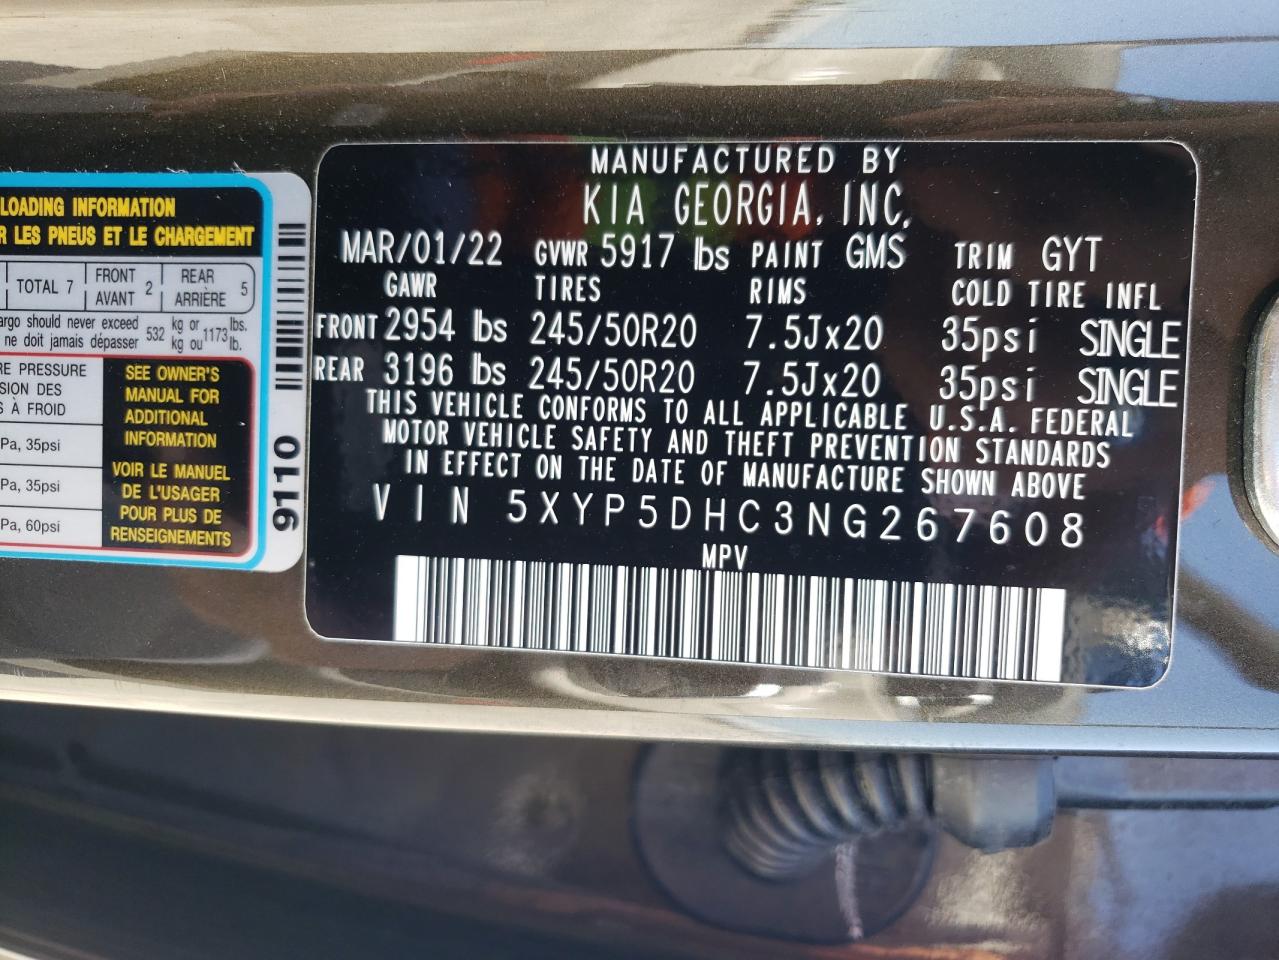 LOADING INFORMATION
R LES PNEUS ET LE CHARGEMENT
TOTAL 7
FRONT
AVANT 2
REAR
ARRIÈRE 5
argo should never exceed
ne doit jamais dépasser 532
kg or
kg ou 1173 lbs.
lb.
RE PRESSURE
SION DES
S À FROID
Pa, 35psi
Pa, 35psi
Pa, 60psi
SEE OWNER'S
MANUAL FOR
ADDITIONAL
INFORMATION
VOIR LE MANUEL
DE L'USAGER
POUR PLUS DE
RENSEIGNEMENTS
9110
MANUFACTURED BY
KIA GEORGIA, INC.
MAR/01/22 GVWR 5917 lbs PAINT GMS TRIM GYT
GAWR TIRES RIMS COLD TIRE INFL
FRONT 2954 lbs 245/50R20 7.5Jx20 35psi SINGLE
REAR 3196 lbs 245/50R20 7.5Jx20 35psi SINGLE
THIS VEHICLE CONFORMS TO ALL APPLICABLE U.S.A. FEDERAL
MOTOR VEHICLE SAFETY AND THEFT PREVENTION STANDARDS
IN EFFECT ON THE DATE OF MANUFACTURE SHOWN ABOVE
VIN 5XYP5DHC3NG267608
MPV